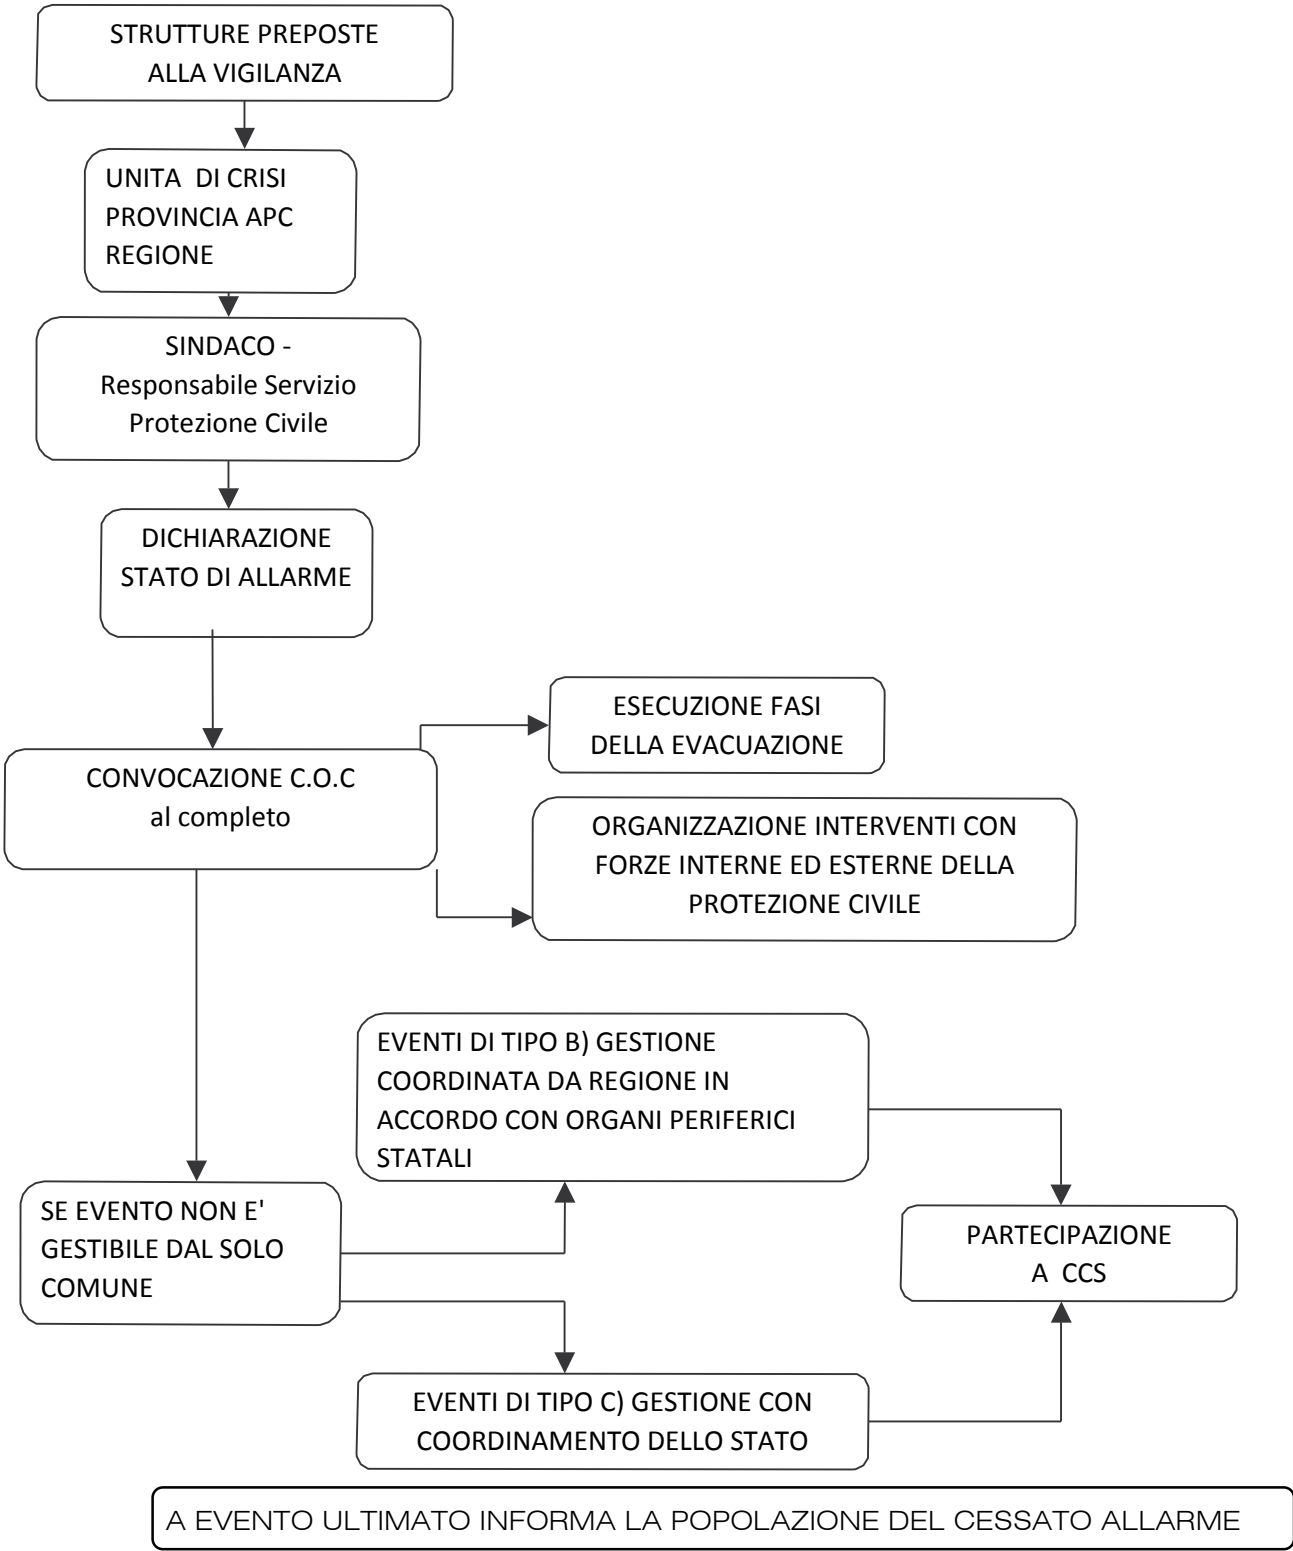 STRUTTURE PREPOSTE
ALLA VIGILANZA
UNITA DI CRISI
PROVINCIA APC
REGIONE
SINDACO -
Responsabile Servizio
Protezione Civile
DICHIARAZIONE
STATO DI ALLARME
ESECUZIONE FASI
DELLA EVACUAZIONE
CONVOCAZIONE C.O.C
al completo
ORGANIZZAZIONE INTERVENTI CON
FORZE INTERNE ED ESTERNE DELLA
PROTEZIONE CIVILE
EVENTI DI TIPO B) GESTIONE
COORDINATA DA REGIONE IN
ACCORDO CON ORGANI PERIFERICI
STATALI
SE EVENTO NON E'
GESTIBILE DAL SOLO
COMUNE
PARTECIPAZIONE
A CCS
EVENTI DI TIPO C) GESTIONE CON
COORDINAMENTO DELLO STATO
A EVENTO ULTIMATO INFORMA LA POPOLAZIONE DEL CESSATO ALLARME